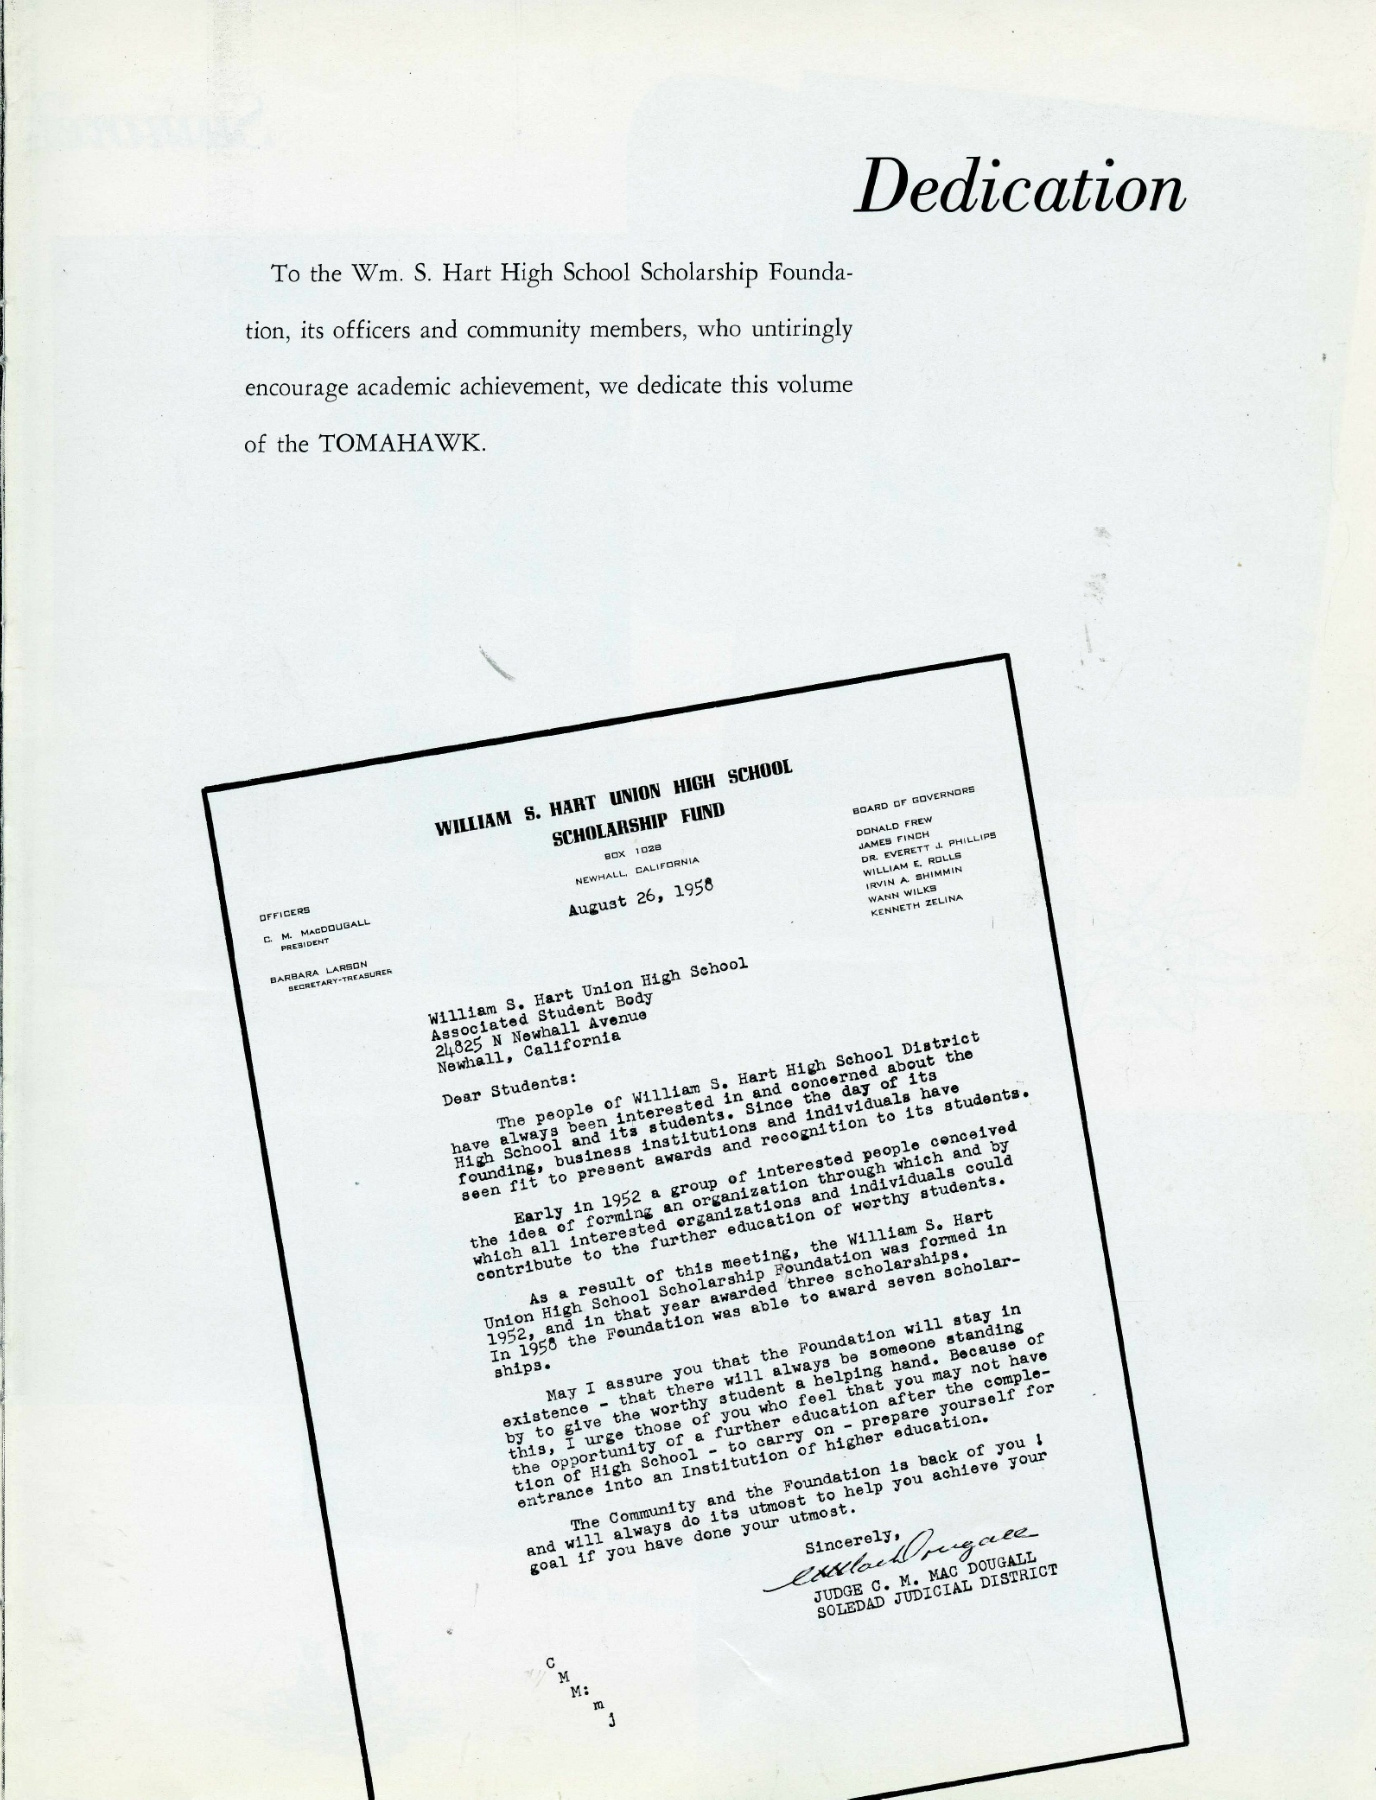 Dedication
To the Wm. S. Hart High School Scholarship Founda-
tion, its officers and community members, who untiringly
encourage academic achievement, we dedicate this volume
of the TOMAHAWK.
WILLIAM S. HART UNION HIGH SCHOOL
SCHOLARSHIP FUND
BOX 1028
NEWHALL, CALIFORNIA
August 26, 1958
OFFICERS
C. M. MACDOUGALL
PRESIDENT
BARBARA LARSON
SECRETARY-TREASURER
BOARD OF GOVERNORS
DONALD FREW
JAMES FINCH
DR. EVERETT J. PHILLIPS
WILLIAM E. ROLLS
IRVIN A. SHIMMIN
WANN WILKS
KENNETH ZELINA
William S. Hart Union High School
Associated Student Body
24825 N Newhall Avenue
Newhall, California
Dear Students:
The people of William S. Hart High School District
have always been interested in and concerned about the
High School and its students. Since the day of its
founding, business institutions and individuals have
seen fit to present awards and recognition to its students.
Early in 1952 a group of interested people conceived
the idea of forming an organization through which and by
which all interested organizations and individuals could
contribute to the further education of worthy students.
As a result of this meeting, the William S. Hart
Union High School Scholarship Foundation was formed in
1952, and in that year awarded three scholarships.
In 1958 the Foundation was able to award seven scholar-
ships.
May I assure you that the Foundation will stay in
existence - that there will always be someone standing
by to give the worthy student a helping hand. Because of
this, I urge those of you who feel that you may not have
the opportunity of a further education after the comple-
tion of High School - to carry on - prepare yourself for
entrance into an Institution of higher education.
The Community and the Foundation is back of you !
and will always do its utmost to help you achieve your
goal if you have done your utmost.
Sincerely,
JUDGE C. M. MAC DOUGALL
SOLEDAD JUDICIAL DISTRICT
C
M
M:
m
j